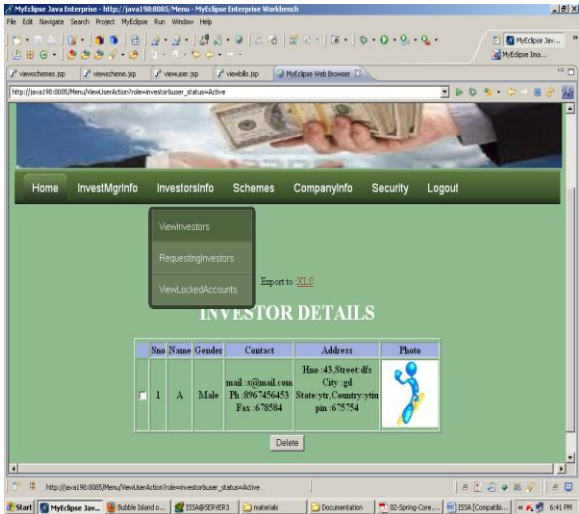 MyEclipse Java Enterprise - http://java198:8085/Menu - MyEclipse Enterprise Workbench
File Edit Navigate Search Project MyEclipse Run Window Help
MyEclipse Jav...
MyEclipse Ima...
viewschemes.jsp viewscheme.jsp viewuser.jsp viewbills.jsp MyEclipse Web Browser
http://java198:8085/Menu/ViewUserAction?role=investor&user_status=Active
Home InvestMgrInfo InvestorsInfo Schemes CompanyInfo Security Logout
ViewInvestors
RequestingInvestors
ViewLockedAccounts
Export to :XLS
INVESTOR DETAILS
Sno Name Gender Contact Address Photo
1 A Male
mail :s@mail.com
Ph :8967456453
Fax :678584
Hno :43,Street:dfs
City :gd
State:ytr,Country:ytiu
pin :675754
Delete
http://java198:8085/Menu/ViewUserAction?role=investor&user_status=Active
Start MyEclipse Jav... Bubble Island o... ISSA@SERVER3 materials Documentation 02-Spring-Core.... ISSA [Compatibi... 6:41 PM